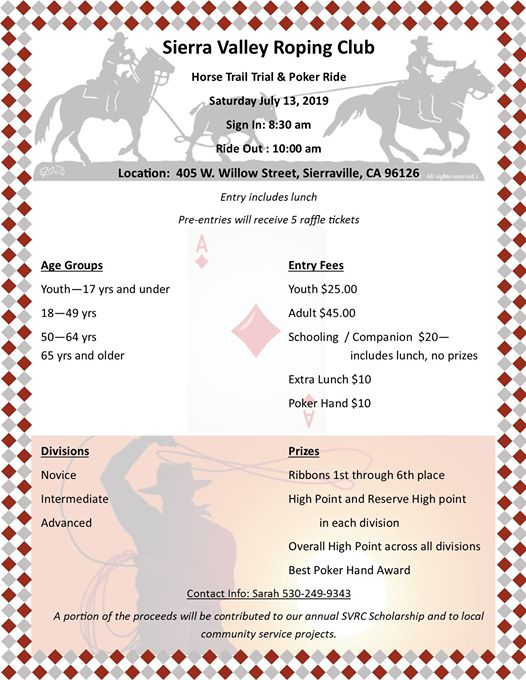 Sierra Valley Roping Club
Horse Trail Trial & Poker Ride
Saturday July 13, 2019
Sign In: 8:30 am
Ride Out : 10:00 am
Location: 405 W. Willow Street, Sierraville, CA 96126
All rights reserved.)
Entry includes lunch
Pre-entries will receive 5 raffle tickets
A
Age Groups
Youth—17 yrs and under
18—49 yrs
50—64 yrs
65 yrs and older
Entry Fees
Youth $25.00
Adult $45.00
Schooling / Companion $20—
includes lunch, no prizes
Extra Lunch $10
Poker Hand $10
A
Divisions
Novice
Intermediate
Advanced
Prizes
Ribbons 1st through 6th place
High Point and Reserve High point
in each division
Overall High Point across all divisions
Best Poker Hand Award
Contact Info: Sarah 530-249-9343
A portion of the proceeds will be contributed to our annual SVRC Scholarship and to local
community service projects.